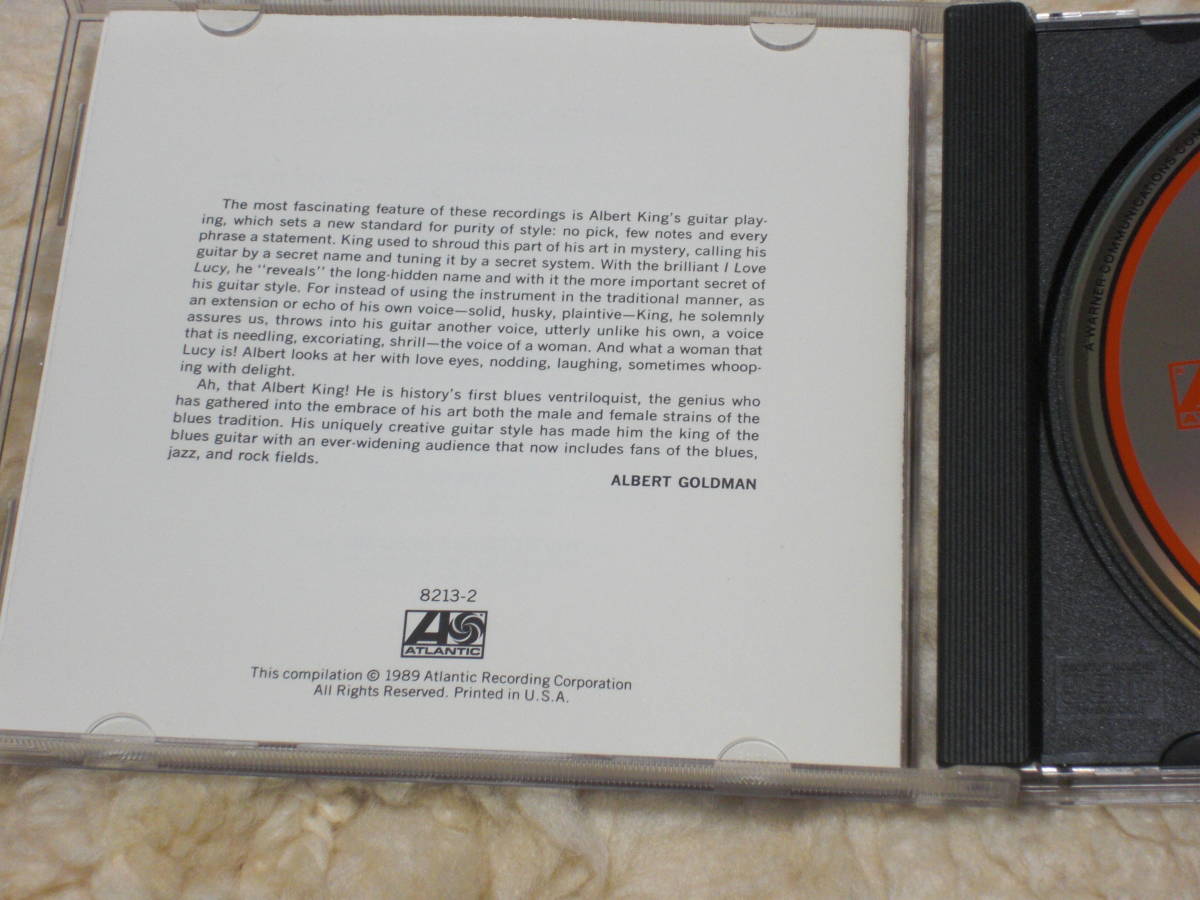 The most fascinating feature of these recordings is Albert King's guitar play-
ing, which sets a new standard for purity of style: no pick, few notes and every
phrase a statement. King used to shroud this part of his art in mystery, calling his
guitar by a secret name and tuning it by a secret system. With the brilliant I Love
Lucy, he "reveals" the long-hidden name and with it the more important secret of
his guitar style. For instead of using the instrument in the traditional manner, as
an extension or echo of his own voice—solid, husky, plaintive—King, he solemnly
assures us, throws into his guitar another voice, utterly unlike his own, a voice
that is needling, excoriating, shrill—the voice of a woman. And what a woman that
Lucy is! Albert looks at her with love eyes, nodding, laughing, sometimes whoop-
ing with delight.
Ah, that Albert King! He is history's first blues ventriloquist, the genius who
has gathered into the embrace of his art both the male and female strains of the
blues tradition. His uniquely creative guitar style has made him the king of the
blues guitar with an ever-widening audience that now includes fans of the blues,
jazz, and rock fields.
ALBERT GOLDMAN
8213-2
ATLANTIC
This compilation © 1989 Atlantic Recording Corporation
All Rights Reserved. Printed in U.S.A.
A WARNER COMMUNICATIONS